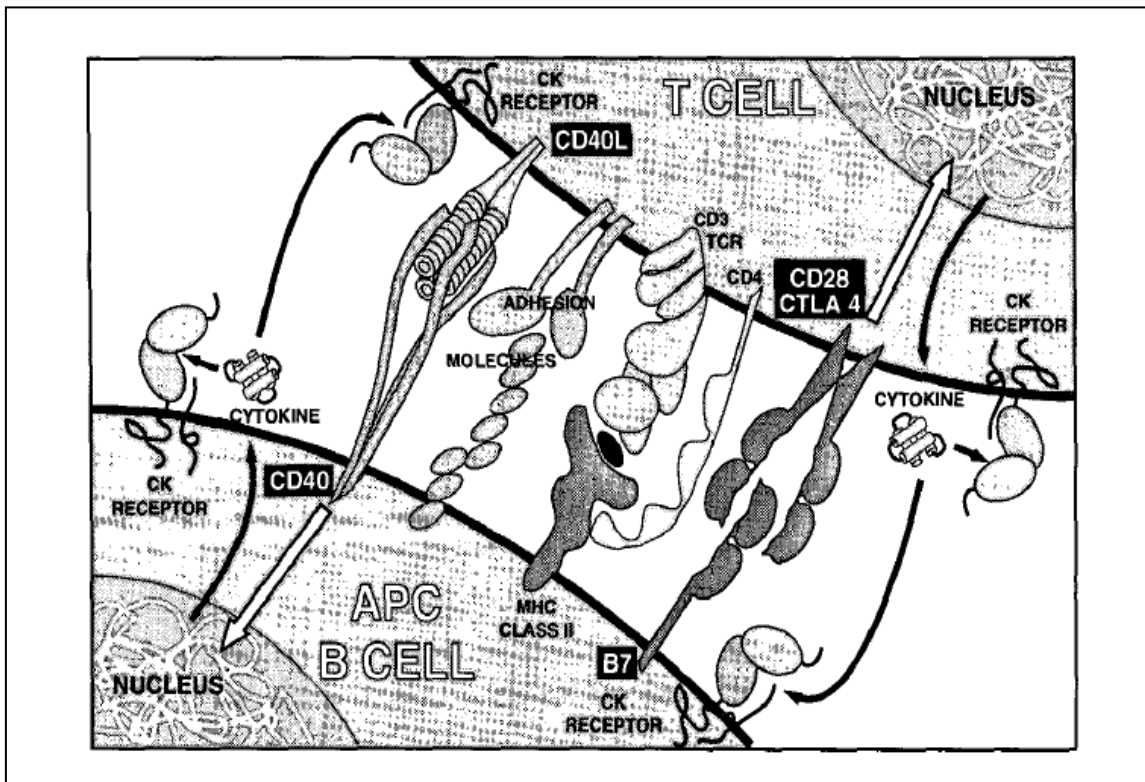 CK
RECEPTOR
T CELL
NUCLEUS
CD40L
CD3
TCR
CD4
CD28
CTLA 4
ADHESION
MOLECULES
CK
RECEPTOR
CYTOKINE
CYTOKINE
CK
RECEPTOR
CD40
APC
B CELL
MHC
CLASS II
B7
CK
RECEPTOR
NUCLEUS